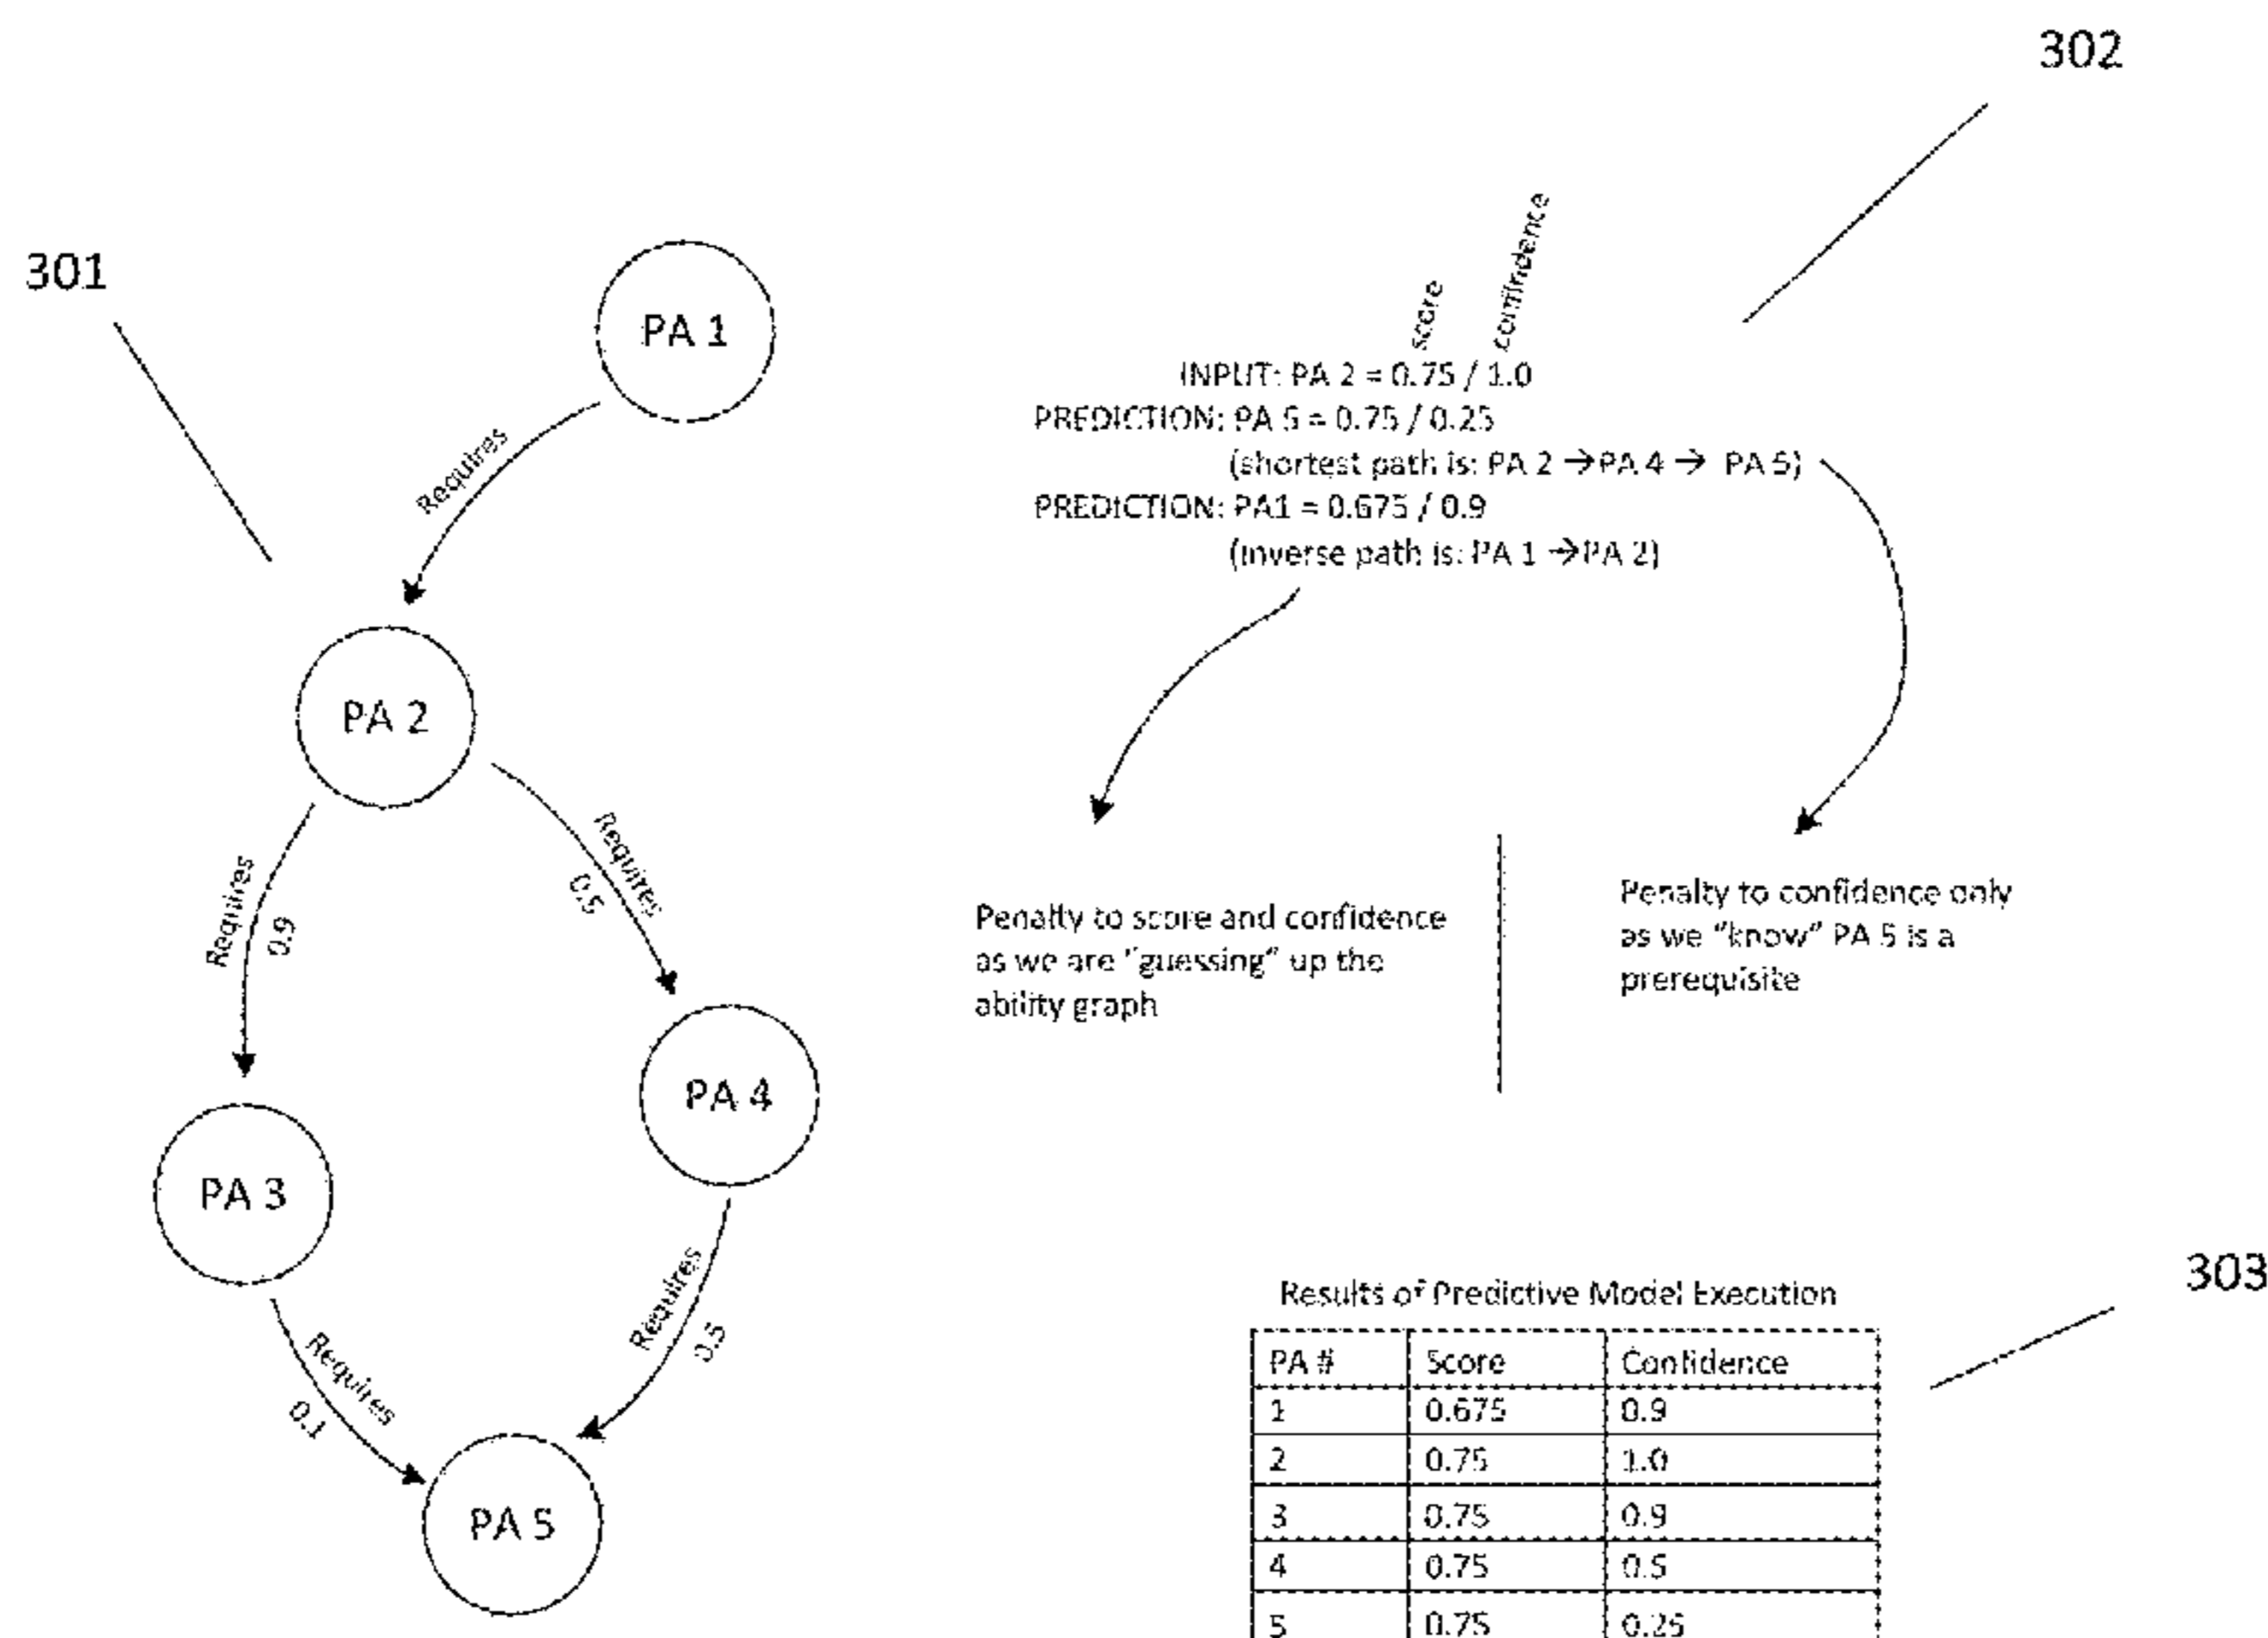 302
301
score
confindence
INPUT: PA 2 = 0.75 / 1.0
PREDICTION: PA 5 = 0.75 / 0.25
(shortest path is: PA 2 →PA 4 → PA 5)
PREDICTION: PA1 = 0.675 / 0.9
(inverse path is: PA 1 →PA 2)
PA 1
Requires
PA 2
Requires
0.9
Requires
0.5
PA 3
PA 4
Requires
0.1
Requires
0.5
PA 5
Penalty to score and confidence
as we are "guessing" up the
ability graph
Penalty to confidence only
as we "know" PA 5 is a
prerequisite
303
Results of Predictive Model Execution
PA # Score Confidence
1 0.675 0.9
2 0.75 1.0
3 0.75 0.9
4 0.75 0.5
5 0.75 0.25